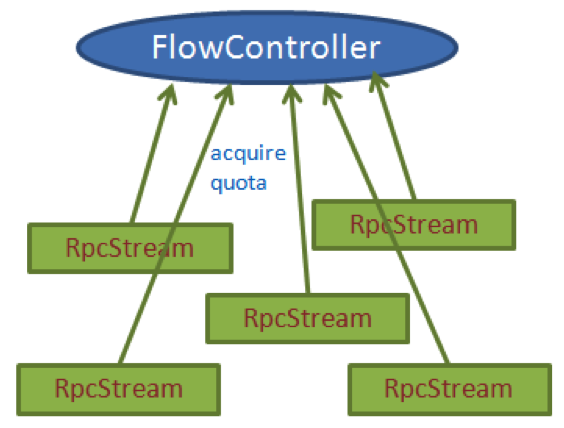 FlowController
acquire
quota
RpcStream
RpcStream
RpcStream
RpcStream
RpcStream